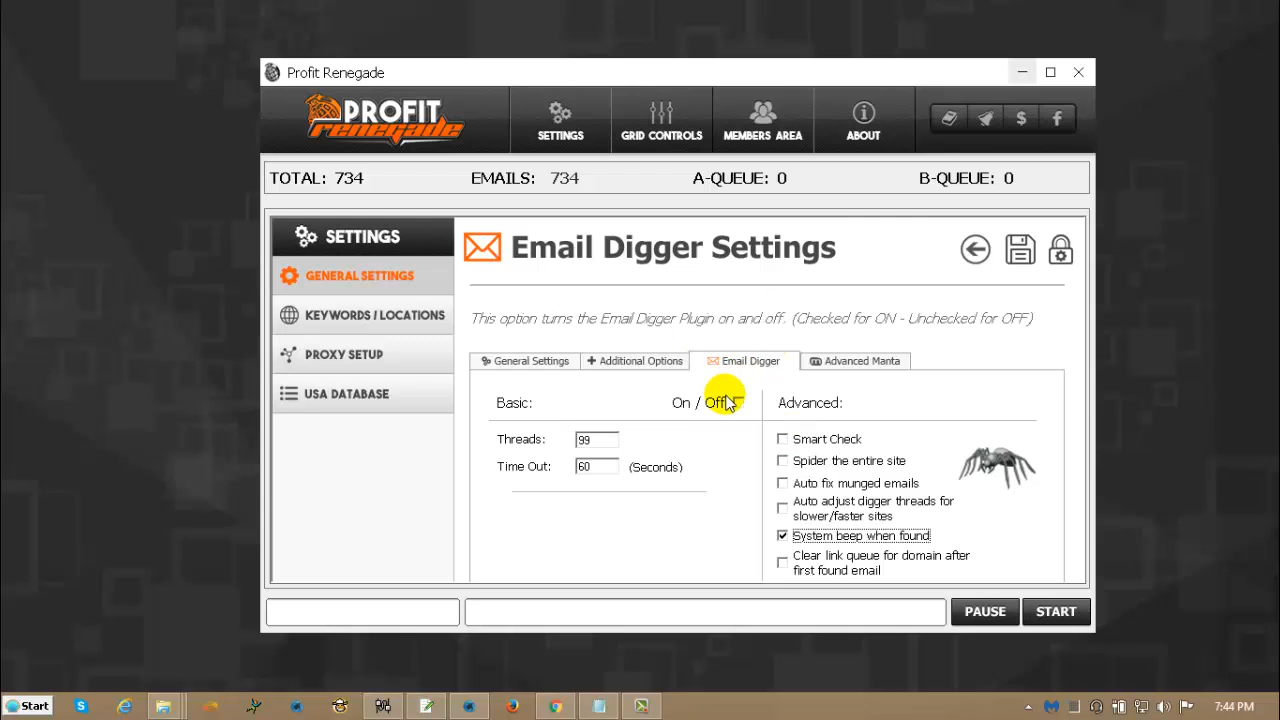 Profit Renegade
PROFIT
renegade
SETTINGS
GRID CONTROLS
MEMBERS AREA
ABOUT
TOTAL: 734
EMAILS: 734
A-QUEUE: 0
B-QUEUE: 0
SETTINGS
GENERAL SETTINGS
KEYWORDS / LOCATIONS
PROXY SETUP
USA DATABASE
Email Digger Settings
This option turns the Email Digger Plugin on and off. (Checked for ON - Unchecked for OFF)
General Settings
Additional Options
Email Digger
Advanced Manta
Basic:
On / Off
Threads: 99
Time Out: 60 (Seconds)
Advanced:
Smart Check
Spider the entire site
Auto fix munged emails
Auto adjust digger threads for
slower/faster sites
System beep when found
Clear link queue for domain after
first found email
PAUSE
START
Start
7:44 PM